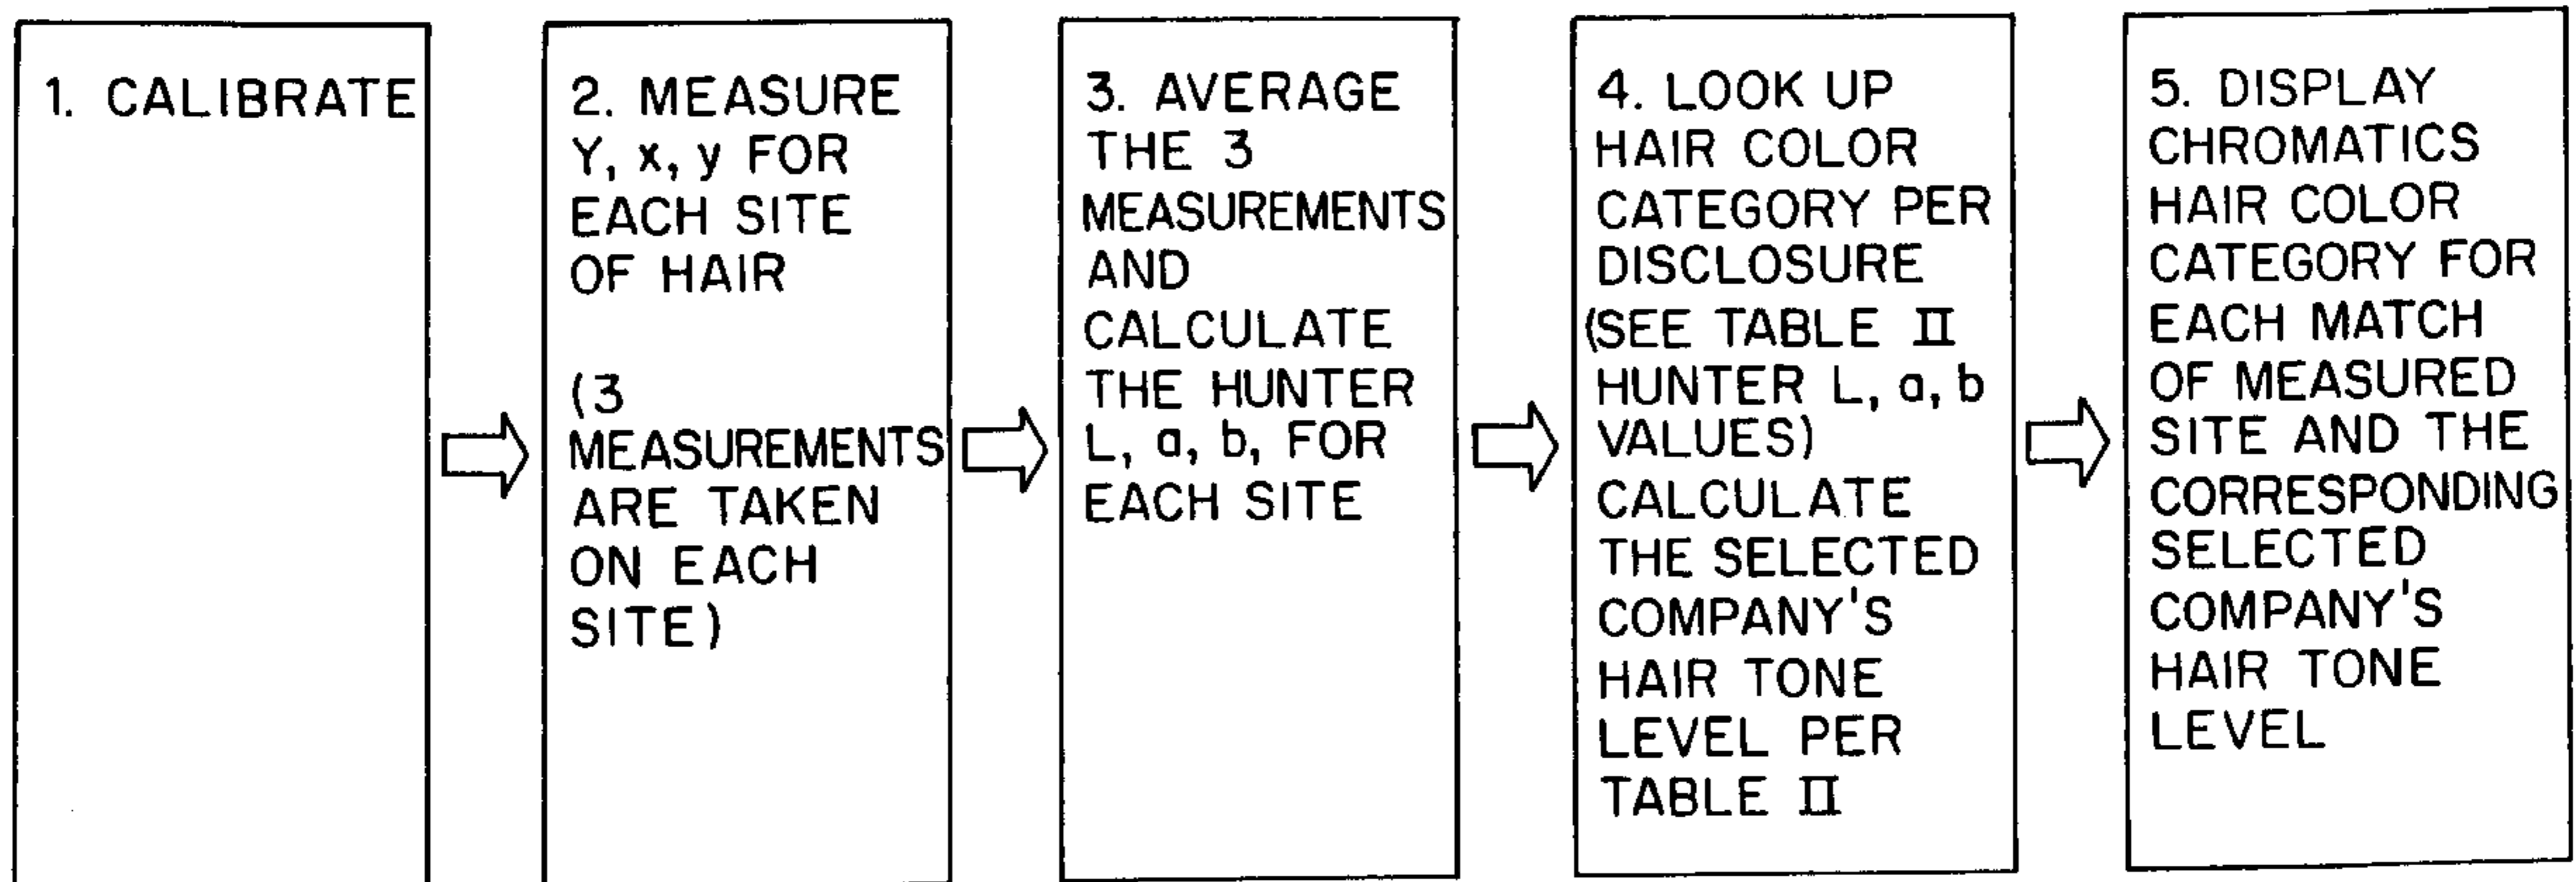 1. CALIBRATE
2. MEASURE
Y, x, y FOR
EACH SITE
OF HAIR
(3
MEASUREMENTS
ARE TAKEN
ON EACH
SITE)
3. AVERAGE
THE 3
MEASUREMENTS
AND
CALCULATE
THE HUNTER
L, a, b, FOR
EACH SITE
4. LOOK UP
HAIR COLOR
CATEGORY PER
DISCLOSURE
(SEE TABLE II
HUNTER L, a, b
VALUES)
CALCULATE
THE SELECTED
COMPANY'S
HAIR TONE
LEVEL PER
TABLE II
5. DISPLAY
CHROMATICS
HAIR COLOR
CATEGORY FOR
EACH MATCH
OF MEASURED
SITE AND THE
CORRESPONDING
SELECTED
COMPANY'S
HAIR TONE
LEVEL